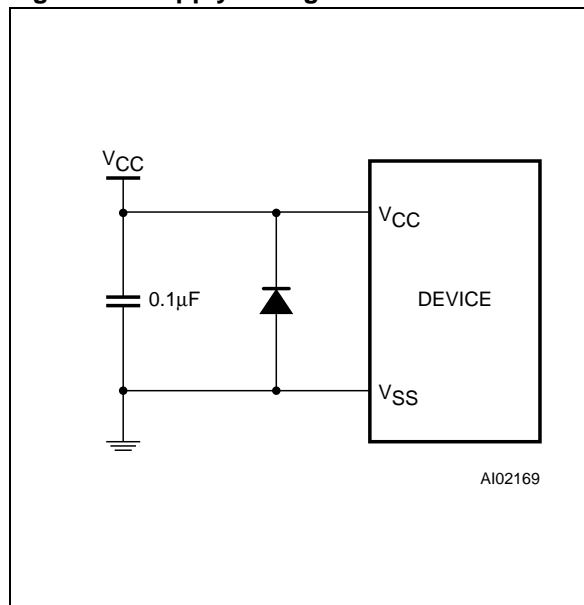 V_CC
V_CC
0.1μF
DEVICE
V_SS
AI02169